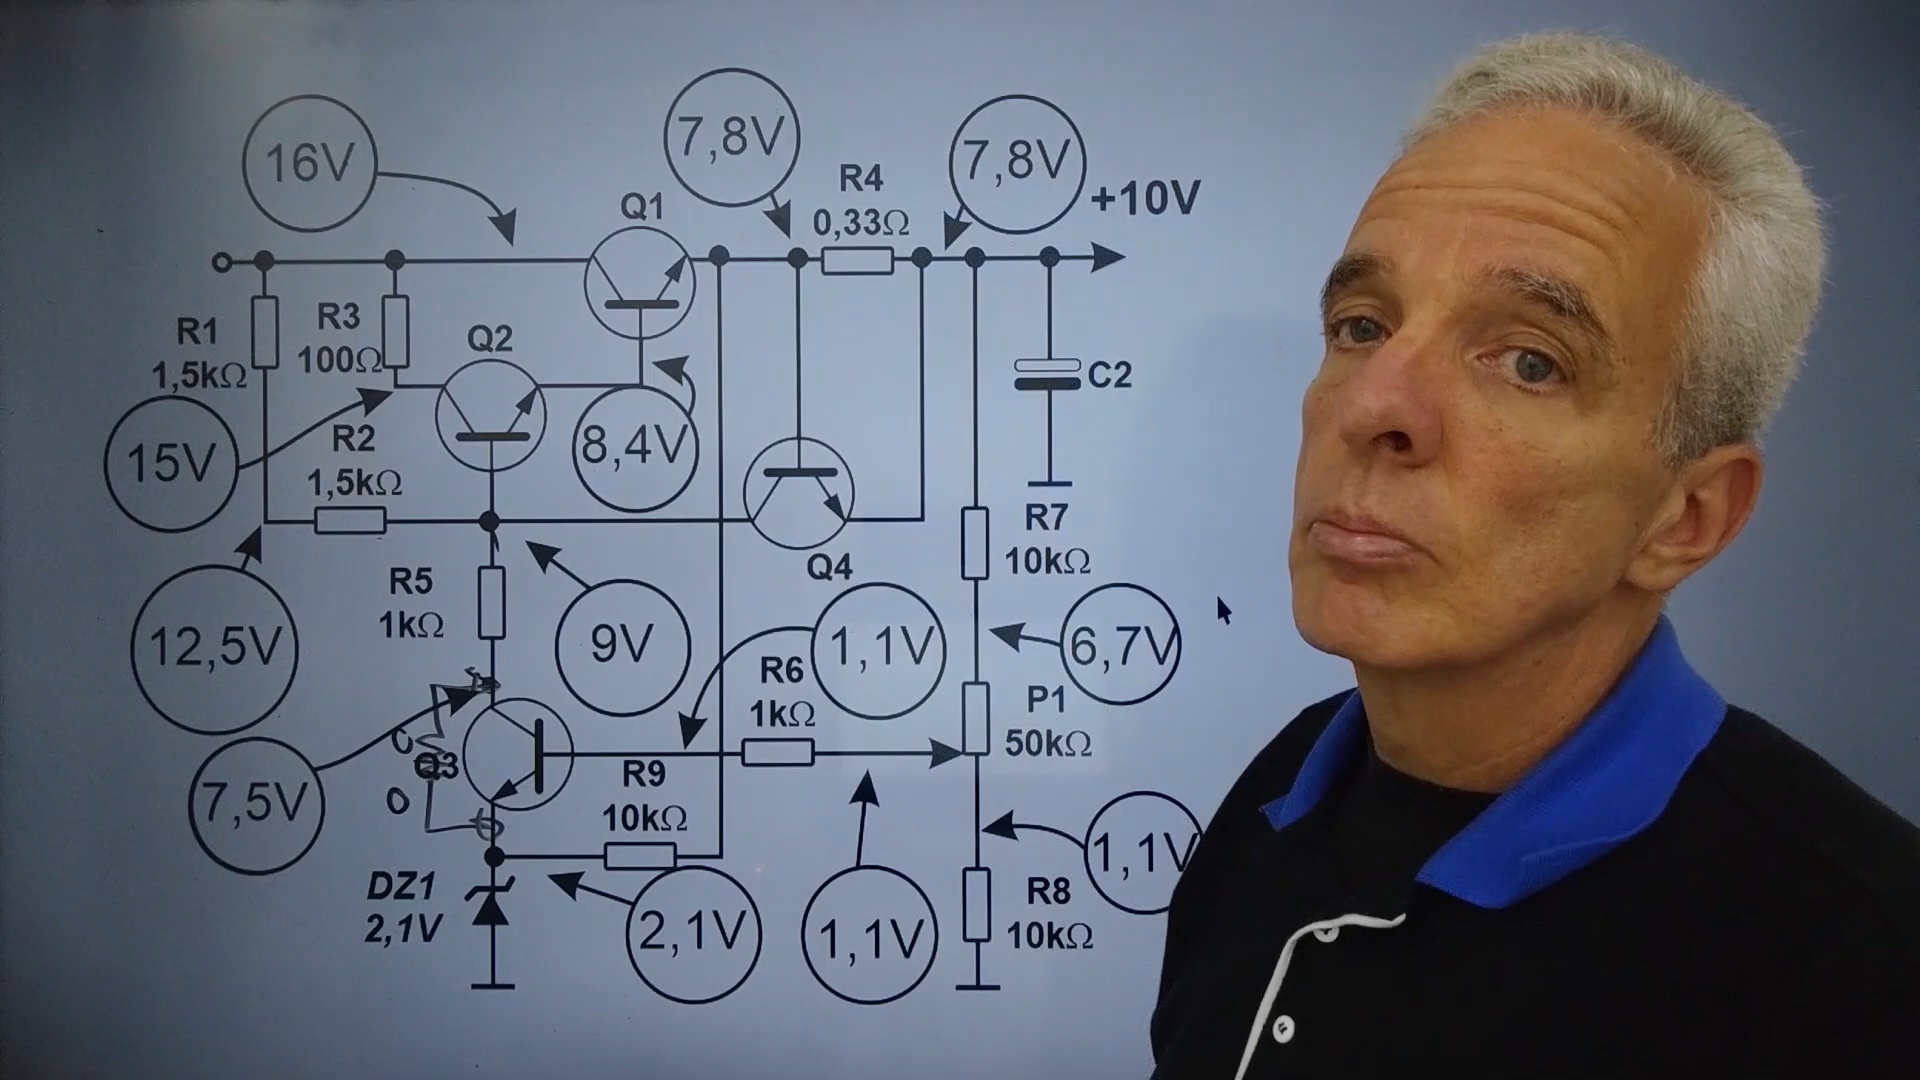 16V
7,8V
7,8V
R4
0,33Ω
+10V
Q1
R1
1,5kΩ
R3
100Ω
Q2
C2
15V
R2
1,5kΩ
8,4V
R7
10kΩ
Q4
R5
1kΩ
12,5V
9V
1,1V
6,7V
R6
1kΩ
P1
50kΩ
C
Q3
0
7,5V
R9
10kΩ
1,1V
DZ1
2,1V
2,1V
1,1V
R8
10kΩ